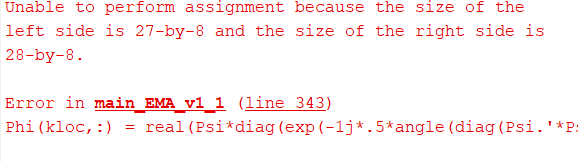 Unable to perform assignment because the size of the
left side is 27-by-8 and the size of the right side is
28-by-8.
Error in main_EMA_v1_1 (line 343)
Phi(kloc,:) = real(Psi*diag(exp(-1j*.5*angle(diag(Psi.'*P